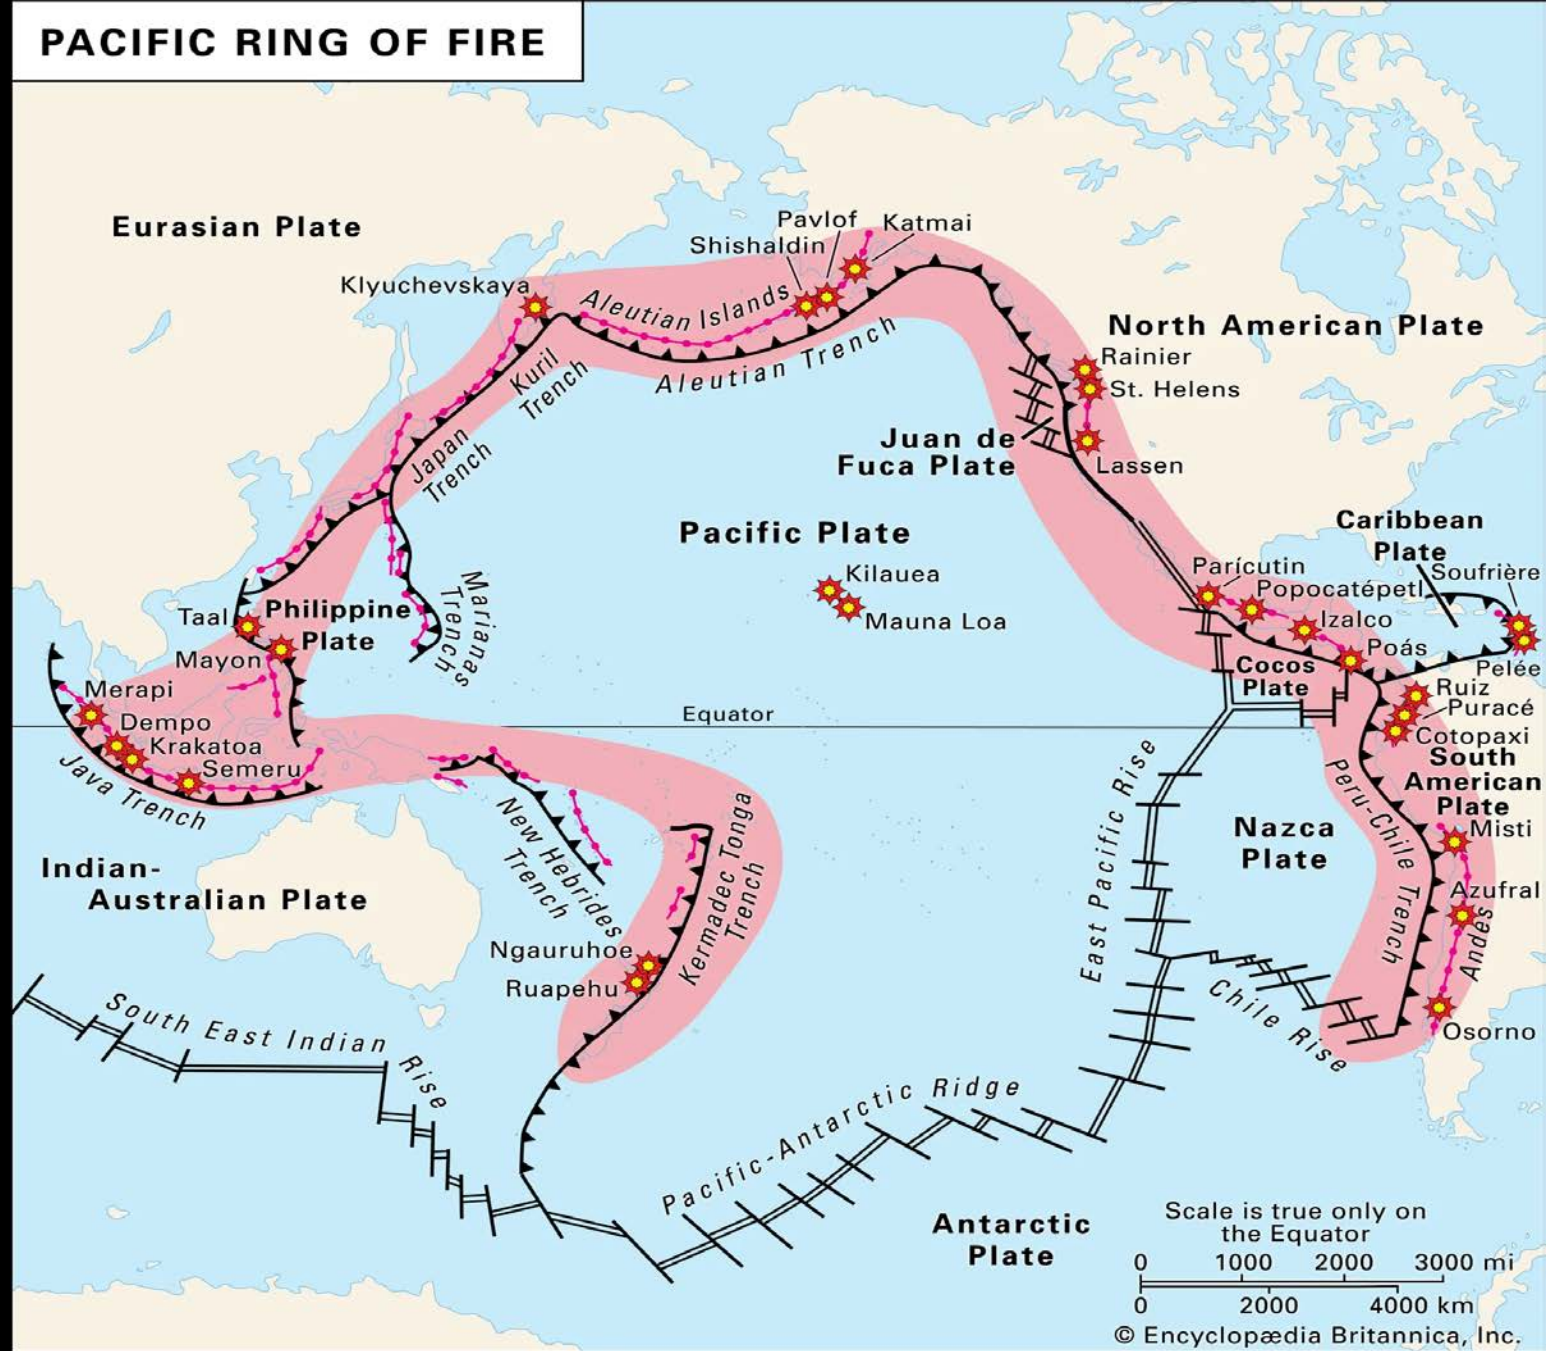 PACIFIC RING OF FIRE
Eurasian Plate
Pavlof
Katmai
Shishaldin
Klyuchevskaya
Aleutian Islands
Aleutian Trench
Kuril
Trench
Japan
Trench
North American Plate
Rainier
St. Helens
Juan de
Fuca Plate
Lassen
Pacific Plate
Kilauea
Mauna Loa
Caribbean
Plate
Soufrière
Parícutin
Popocatépetl
Izalco
Poás
Pelée
Cocos
Plate
Ruiz
Puracé
Cotopaxi
Taal
Philippine
Plate
Mayon
Marianas
Trench
Merapi
Dempo
Krakatoa
Semeru
Java Trench
Equator
South
American
Plate
Misti
Azufral
Andes
Osorno
Peru-Chile Trench
Nazca
Plate
East Pacific Rise
Chile Rise
New Hebrides
Trench
Kermadec Tonga
Trench
Ngauruhoe
Ruapehu
Indian-
Australian Plate
South East Indian Rise
Pacific-Antarctic Ridge
Antarctic
Plate
Scale is true only on
the Equator
0 1000 2000 3000 mi
0 2000 4000 km
© Encyclopædia Britannica, Inc.